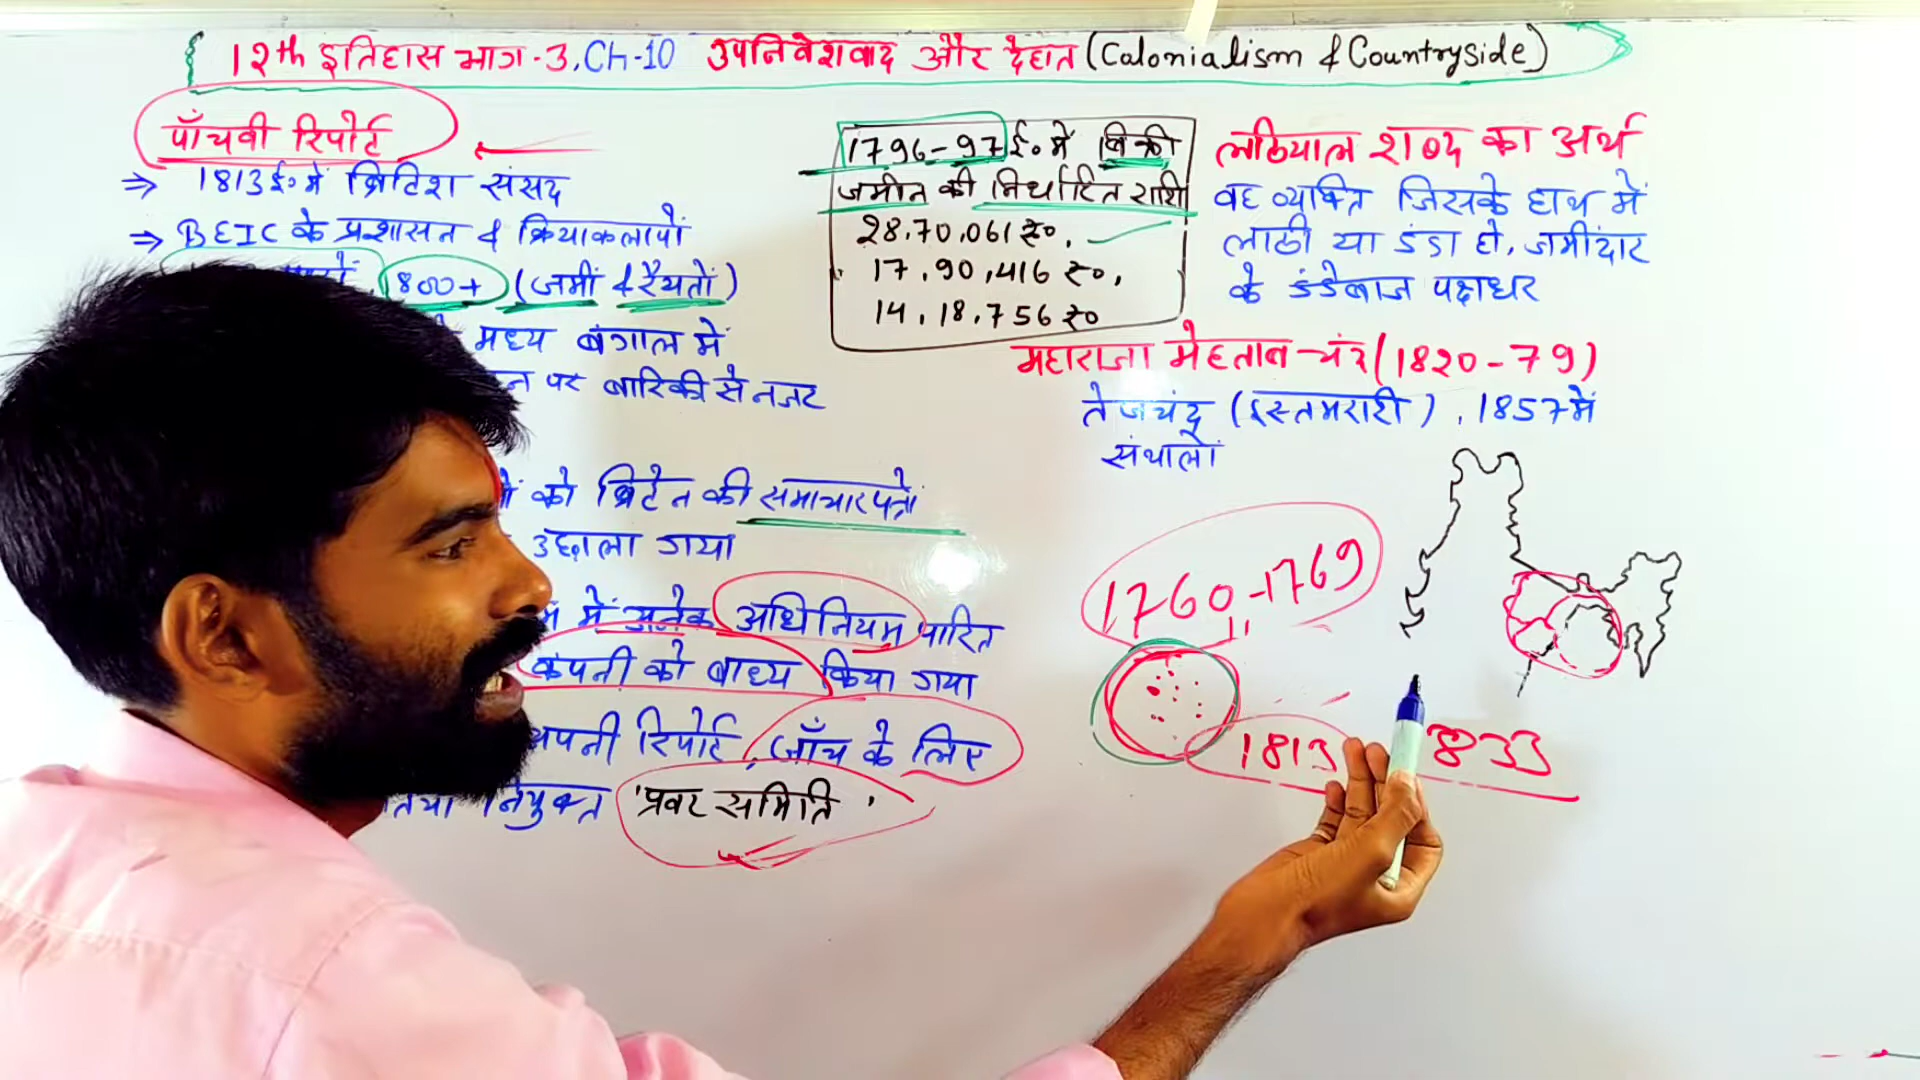 12th इतिहास भाग-3, Ch-10 उपनिवेशवाद और देहात (Colonialism & Countryside)
पाँचवी रिपोर्ट
⇒ 1813 ई० में ब्रिटिश संसद
⇒ BEIC के प्रशासन & क्रियाकलापों
800+ (जमीं & रैयतों)
मध्य बंगाल में
पर बारिकी से नजर
को ब्रिटेन की समाचारपत्रों
उछाला गया
में अनेक अधिनियम पारित
कंपनी को बाध्य किया गया
अपनी रिपोर्ट, जाँच के लिए
नियुक्त 'प्रवर समिति'
1796-97 ई० में बिक्री
जमीन की निर्धारित राशि
28,70,061 रु०,
17,90,416 रु०,
14,18,756 रु०
लठियाल शब्द का अर्थ
वह व्यक्ति जिसके हाथ में
लाठी या डंडा हो, जमींदार
के डंडेबाज पक्षधर
महाराजा मेहताब-चंद (1820-79)
तेजचंद्र (इस्तमरारी), 1857 में
संथालों
1760-1769
1813 1833